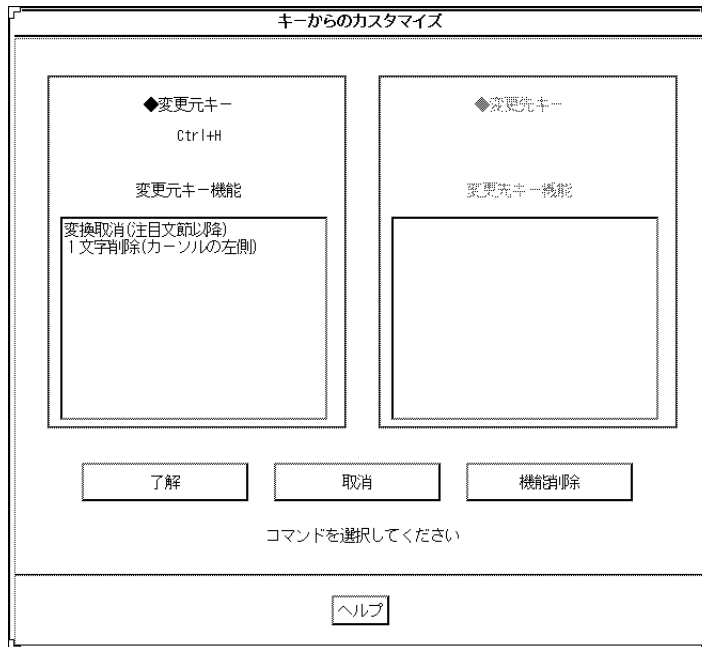 キーからのカスタマイズ
◆変更元キー
Ctrl+H
変更元キー機能
変換取消(注目文節以降)
１文字削除(カーソルの左側)
◆変更先キー
変更先キー機能
了解
取消
機能削除
コマンドを選択してください
ヘルプ